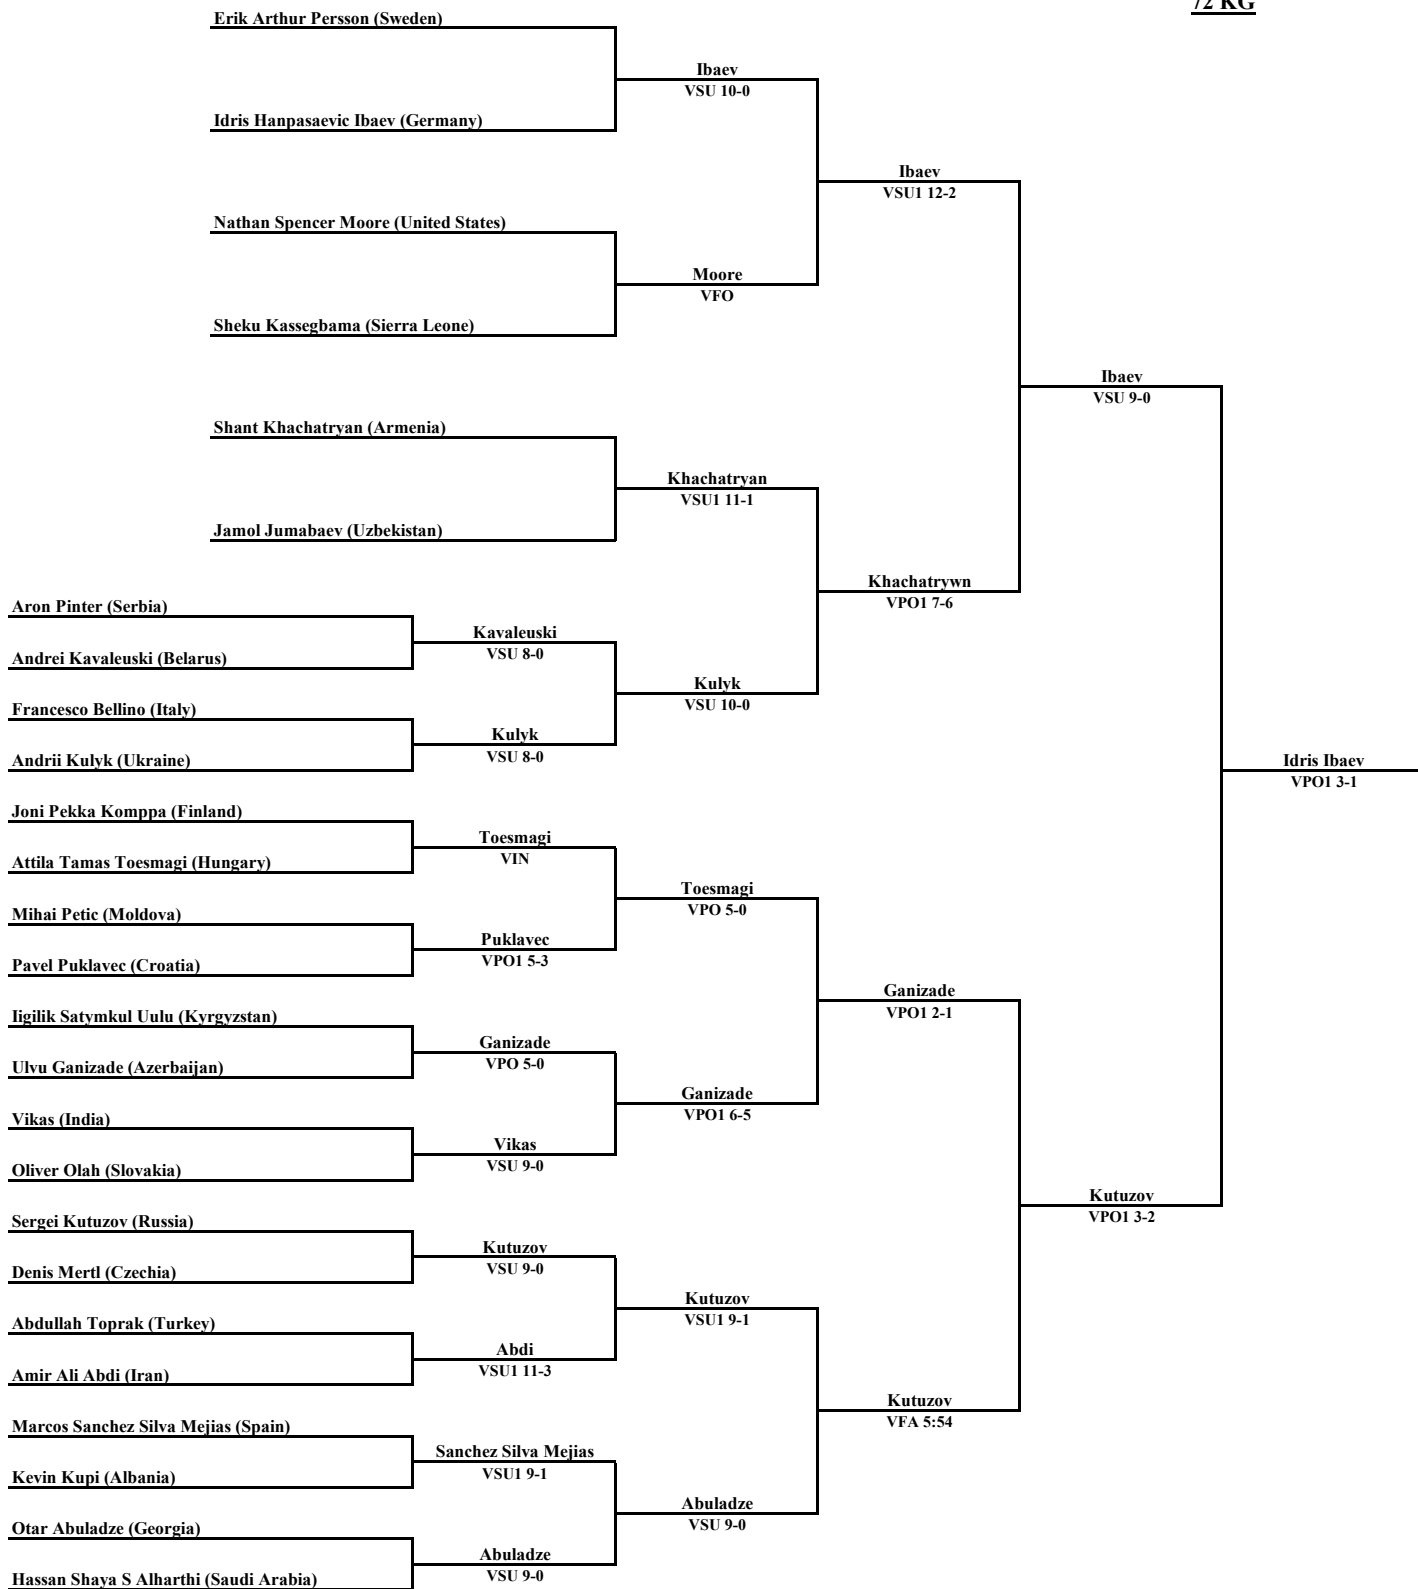 72 KG
Erik Arthur Persson (Sweden)
Ibaev
VSU 10-0
Idris Hanpasaevic Ibaev (Germany)
Ibaev
VSU1 12-2
Nathan Spencer Moore (United States)
Moore
VFO
Sheku Kassegbama (Sierra Leone)
Ibaev
VSU 9-0
Shant Khachatryan (Armenia)
Khachatryan
VSU1 11-1
Jamol Jumabaev (Uzbekistan)
Khachatrywn
VPO1 7-6
Aron Pinter (Serbia)
Kavaleuski
VSU 8-0
Andrei Kavaleuski (Belarus)
Kulyk
VSU 10-0
Francesco Bellino (Italy)
Kulyk
VSU 8-0
Andrii Kulyk (Ukraine)
Idris Ibaev
VPO1 3-1
Joni Pekka Komppa (Finland)
Toesmagi
VIN
Attila Tamas Toesmagi (Hungary)
Toesmagi
VPO 5-0
Mihai Petic (Moldova)
Puklavec
VPO1 5-3
Pavel Puklavec (Croatia)
Ganizade
VPO1 2-1
Iigilik Satymkul Uulu (Kyrgyzstan)
Ganizade
VPO 5-0
Ulvu Ganizade (Azerbaijan)
Ganizade
VPO1 6-5
Vikas (India)
Vikas
VSU 9-0
Oliver Olah (Slovakia)
Kutuzov
VPO1 3-2
Sergei Kutuzov (Russia)
Kutuzov
VSU 9-0
Denis Mertl (Czechia)
Kutuzov
VSU1 9-1
Abdullah Toprak (Turkey)
Abdi
VSU1 11-3
Amir Ali Abdi (Iran)
Kutuzov
VFA 5:54
Marcos Sanchez Silva Mejias (Spain)
Sanchez Silva Mejias
VSU1 9-1
Kevin Kupi (Albania)
Abuladze
VSU 9-0
Otar Abuladze (Georgia)
Abuladze
VSU 9-0
Hassan Shaya S Alharthi (Saudi Arabia)